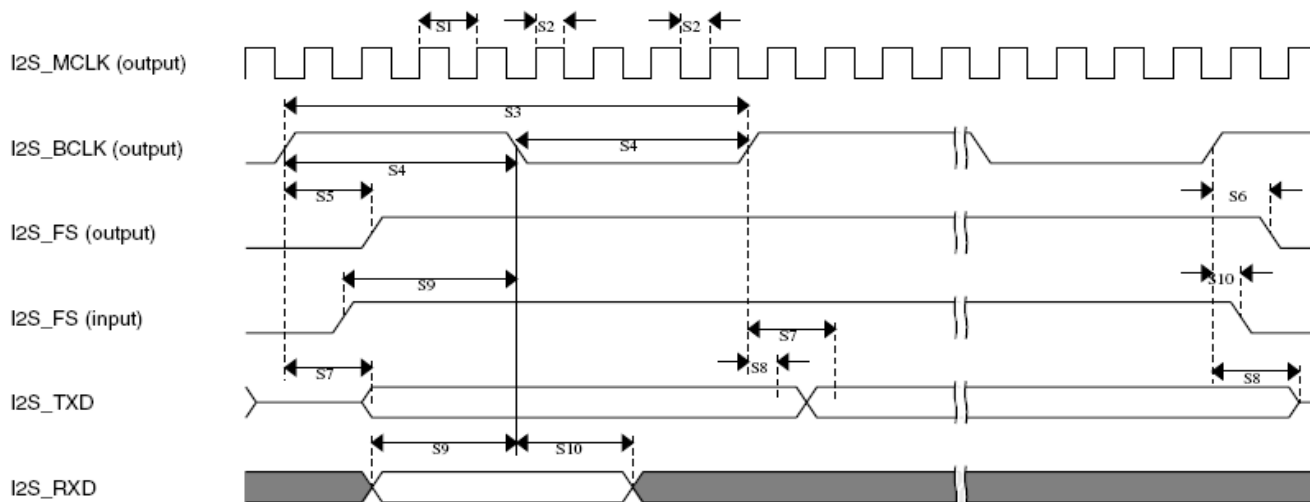 S1 S2 S2
I2S_MCLK (output)
S3
I2S_BCLK (output)
S4
S4
S5 S6
I2S_FS (output)
S9 S10
I2S_FS (input)
S7
S7 S8 S8
I2S_TXD
S9 S10
I2S_RXD